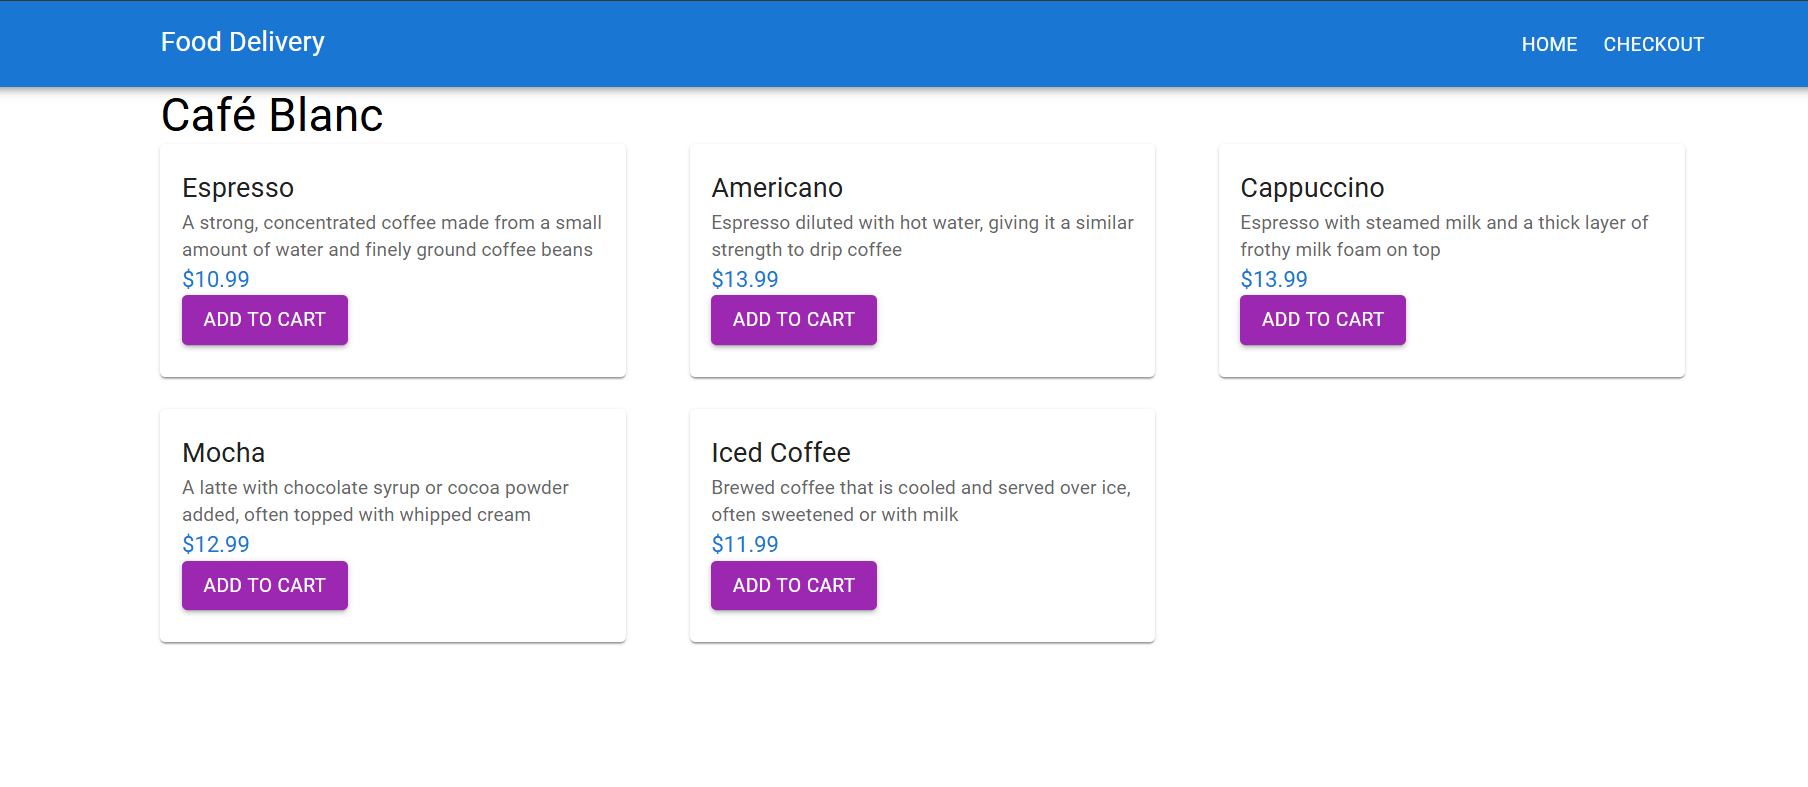 Food Delivery
HOME CHECKOUT
Café Blanc
Espresso
A strong, concentrated coffee made from a small
amount of water and finely ground coffee beans
$10.99
ADD TO CART
Americano
Espresso diluted with hot water, giving it a similar
strength to drip coffee
$13.99
ADD TO CART
Cappuccino
Espresso with steamed milk and a thick layer of
frothy milk foam on top
$13.99
ADD TO CART
Mocha
A latte with chocolate syrup or cocoa powder
added, often topped with whipped cream
$12.99
ADD TO CART
Iced Coffee
Brewed coffee that is cooled and served over ice,
often sweetened or with milk
$11.99
ADD TO CART